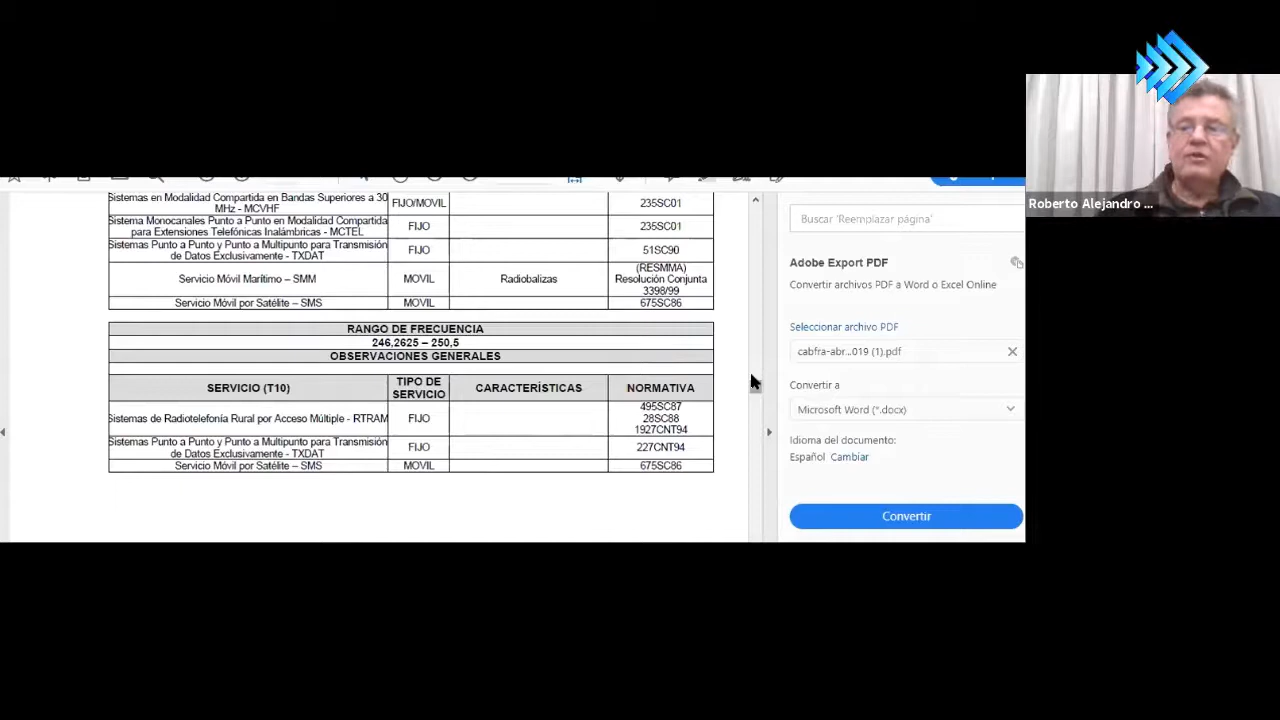 Sistemas en Modalidad Compartida en Bandas Superiores a 30
MHz - MCVHF
FIJO/MOVIL
235SC01
Sistema Monocanales Punto a Punto en Modalidad Compartida
para Extensiones Telefónicas Inalámbricas - MCTEL
FIJO
235SC01
Sistemas Punto a Punto y Punto a Multipunto para Transmisión
de Datos Exclusivamente - TXDAT
FIJO
51SC90
Servicio Móvil Marítimo – SMM
MOVIL
Radiobalizas
(RESMMA)
Resolución Conjunta
3398/99
Servicio Móvil por Satélite – SMS
MOVIL
675SC86
RANGO DE FRECUENCIA
246,2625 – 250,5
OBSERVACIONES GENERALES
SERVICIO (T10)
TIPO DE
SERVICIO
CARACTERÍSTICAS
NORMATIVA
Sistemas de Radiotelefonía Rural por Acceso Múltiple - RTRAM
FIJO
495SC87
28SC88
1927CNT94
Sistemas Punto a Punto y Punto a Multipunto para Transmisión
de Datos Exclusivamente - TXDAT
FIJO
227CNT94
Servicio Móvil por Satélite – SMS
MOVIL
675SC86
Buscar 'Reemplazar página'
Adobe Export PDF
Convertir archivos PDF a Word o Excel Online
Seleccionar archivo PDF
cabfra-abr...019 (1).pdf
Convertir a
Microsoft Word (*.docx)
Idioma del documento:
Español Cambiar
Convertir
Roberto Alejandro ...